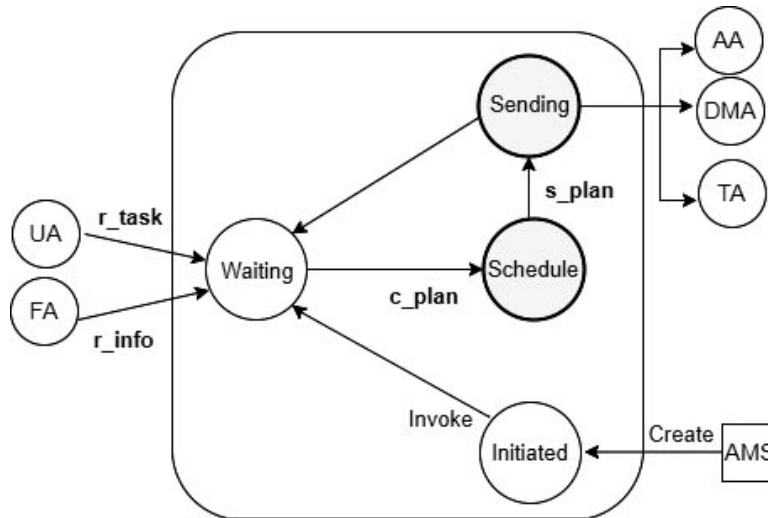 AA
Sending
DMA
s_plan
TA
r_task
UA
Waiting
Schedule
c_plan
FA
r_info
Invoke
Create
Initiated
AMS